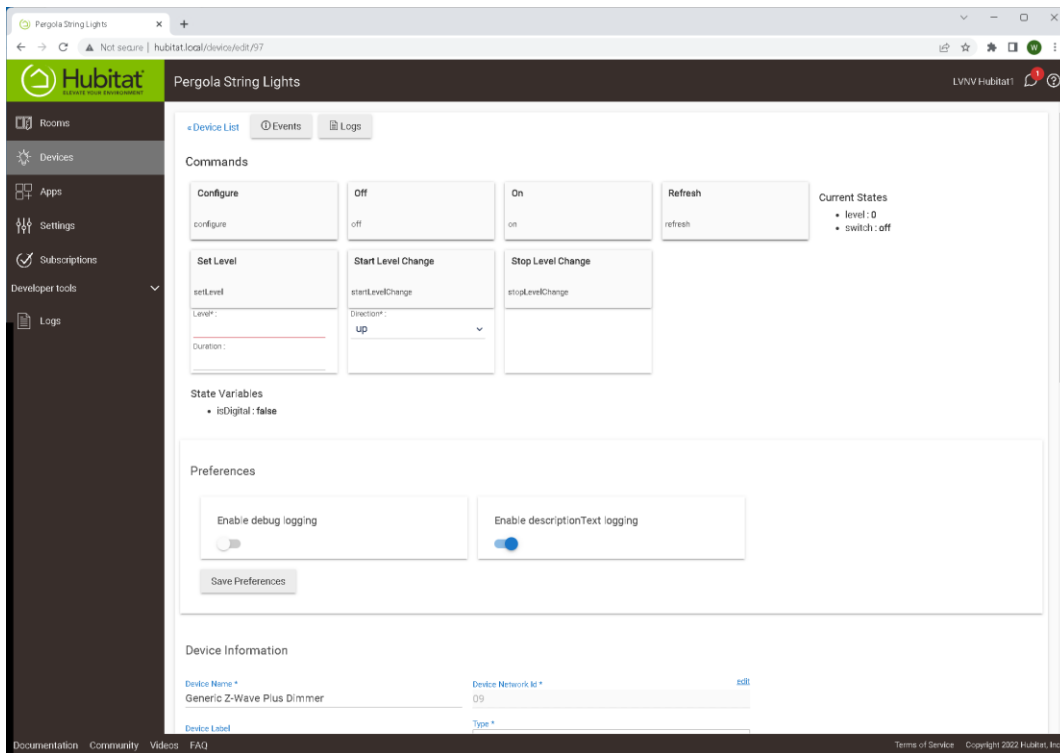 Pergola String Lights
Not secure | hubitat.local/device/edit/97
W
Hubitat
ELEVATE YOUR ENVIRONMENT
Pergola String Lights
LVNV Hubitat1
1
Rooms
Devices
Apps
Settings
Subscriptions
Developer tools
Logs
«Device List
Events
Logs
Commands
Configure
configure
Off
off
On
on
Refresh
refresh
Current States
• level : 0
• switch : off
Set Level
setLevel
Level* :
Duration :
Start Level Change
startLevelChange
Direction* :
up
Stop Level Change
stopLevelChange
State Variables
• isDigital : false
Preferences
Enable debug logging
Enable descriptionText logging
Save Preferences
Device Information
Device Name *
Generic Z-Wave Plus Dimmer
Device Network Id *
edit
09
Device Label
Type *
Documentation Community Videos FAQ
Terms of Service Copyright 2022 Hubitat, Inc